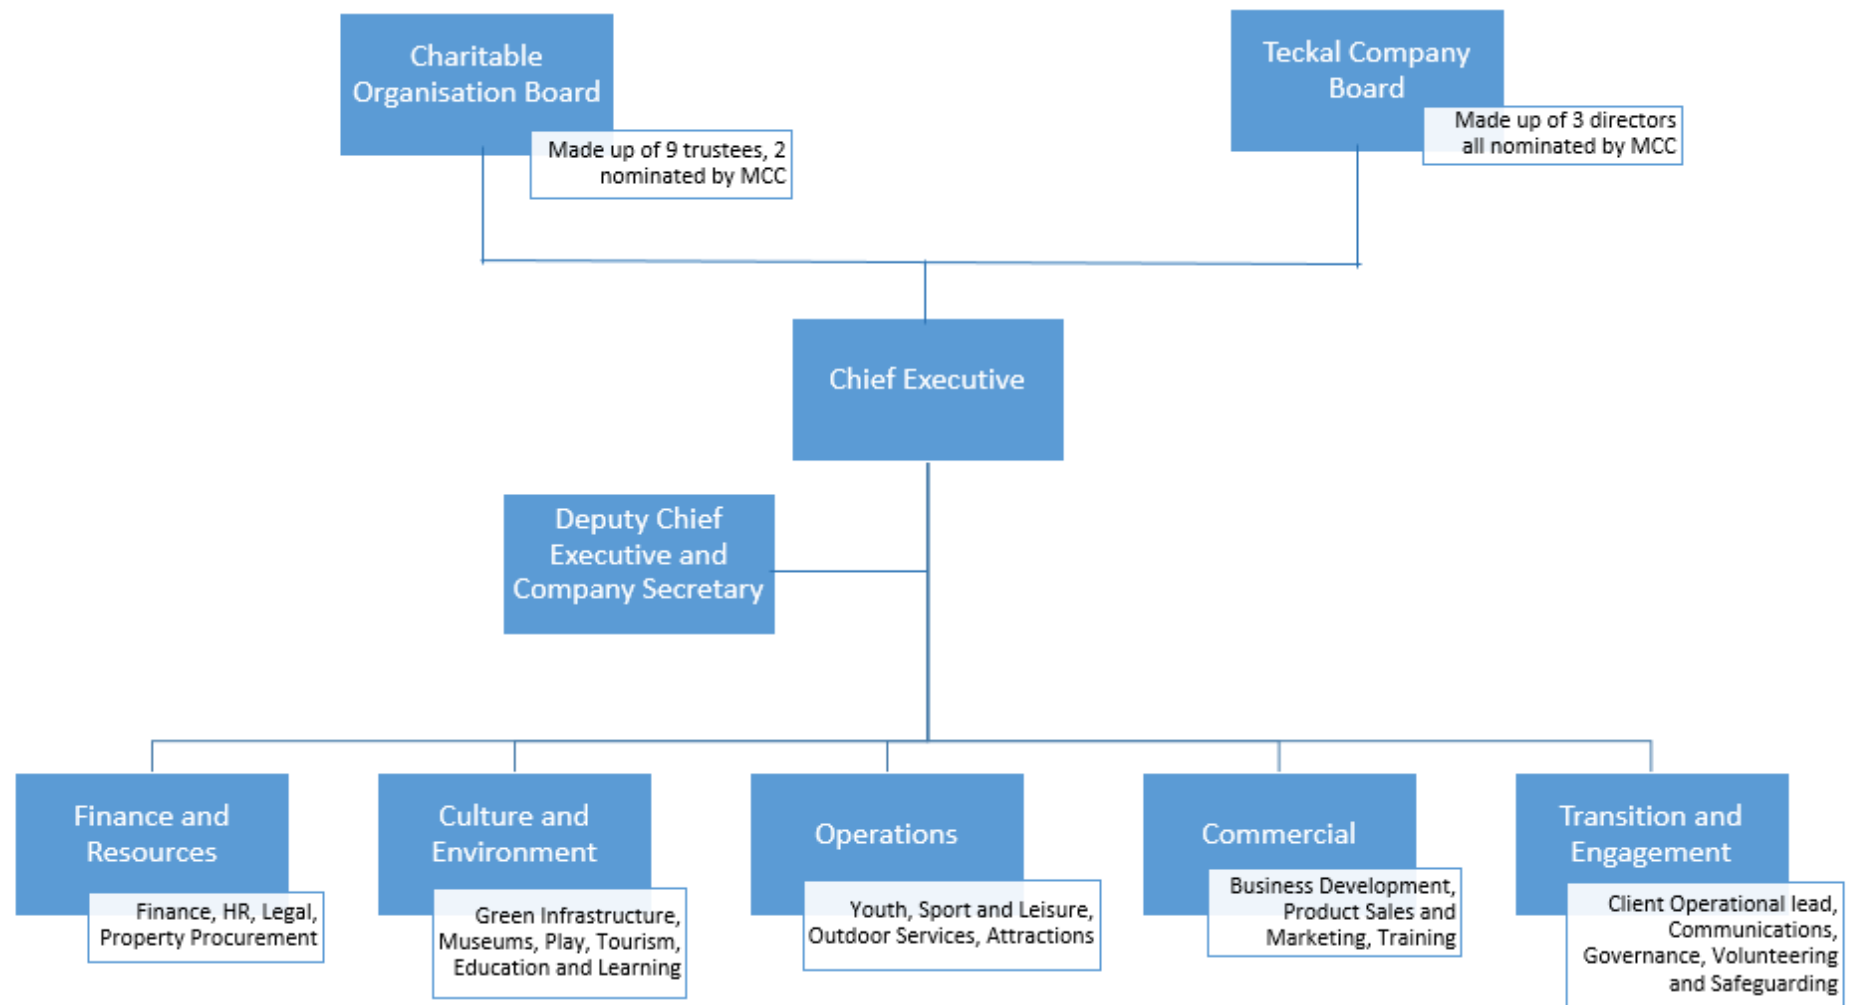 Charitable
Organisation Board
Made up of 9 trustees, 2
nominated by MCC
Teckal Company
Board
Made up of 3 directors
all nominated by MCC
Chief Executive
Deputy Chief
Executive and
Company Secretary
Finance and
Resources
Finance, HR, Legal,
Property Procurement
Culture and
Environment
Green Infrastructure,
Museums, Play, Tourism,
Education and Learning
Operations
Youth, Sport and Leisure,
Outdoor Services, Attractions
Commercial
Business Development,
Product Sales and
Marketing, Training
Transition and
Engagement
Client Operational lead,
Communications,
Governance, Volunteering
and Safeguarding